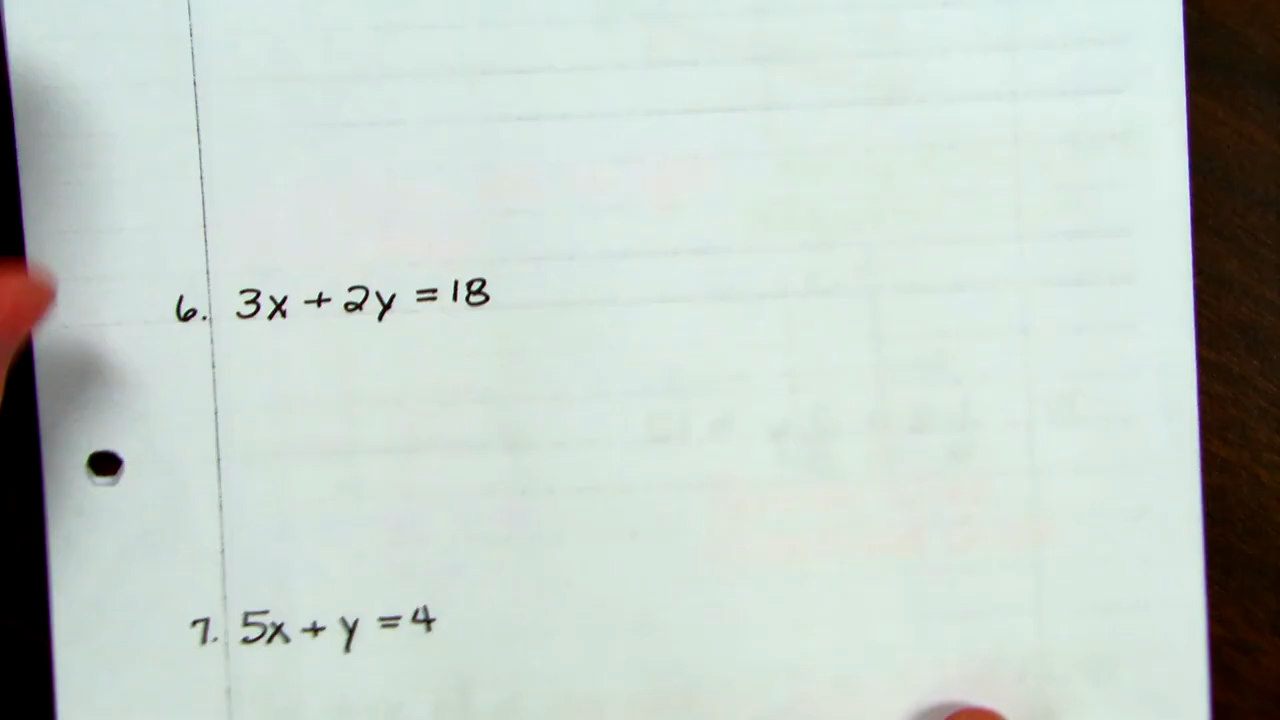 6. 3x + 2y = 18
7. 5x + y = 4